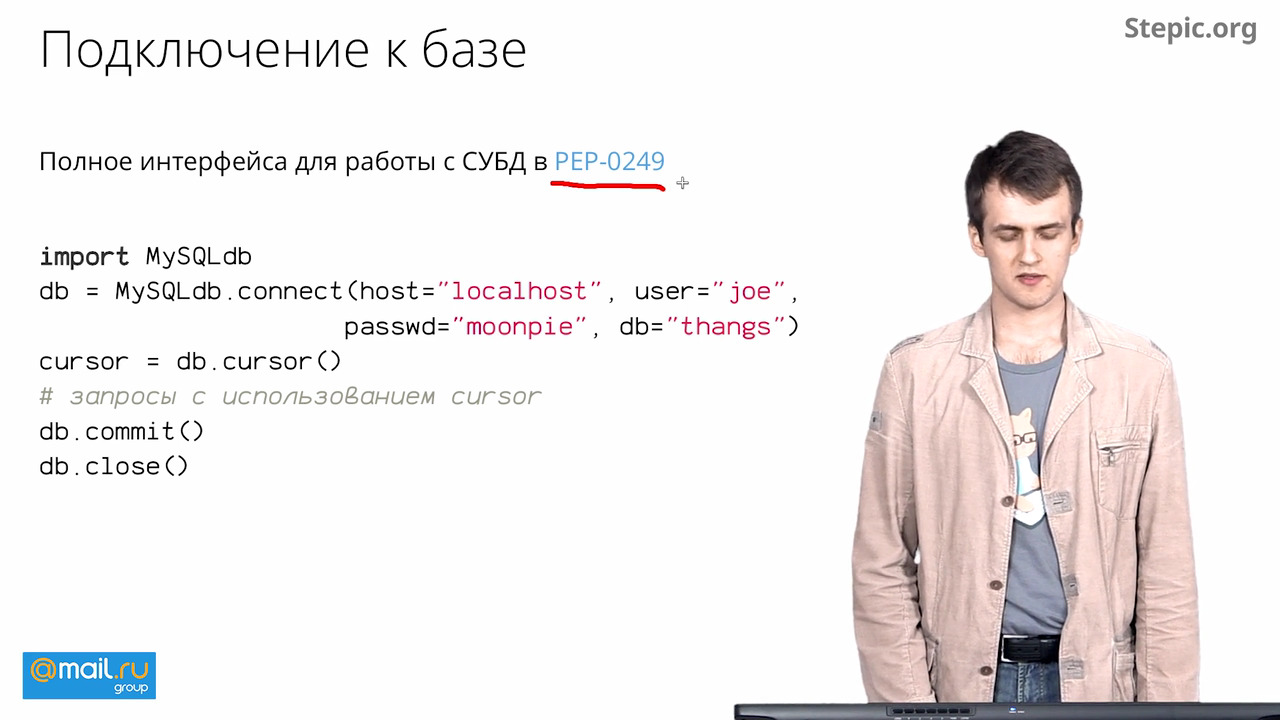 Подключение к базе
Stepic.org
Полное интерфейса для работы с СУБД в PEP-0249
import MySQLdb
db = MySQLdb.connect(host="localhost", user="joe",
passwd="moonpie", db="thangs")
cursor = db.cursor()
# запросы с использованием cursor
db.commit()
db.close()
@mail.ru
group